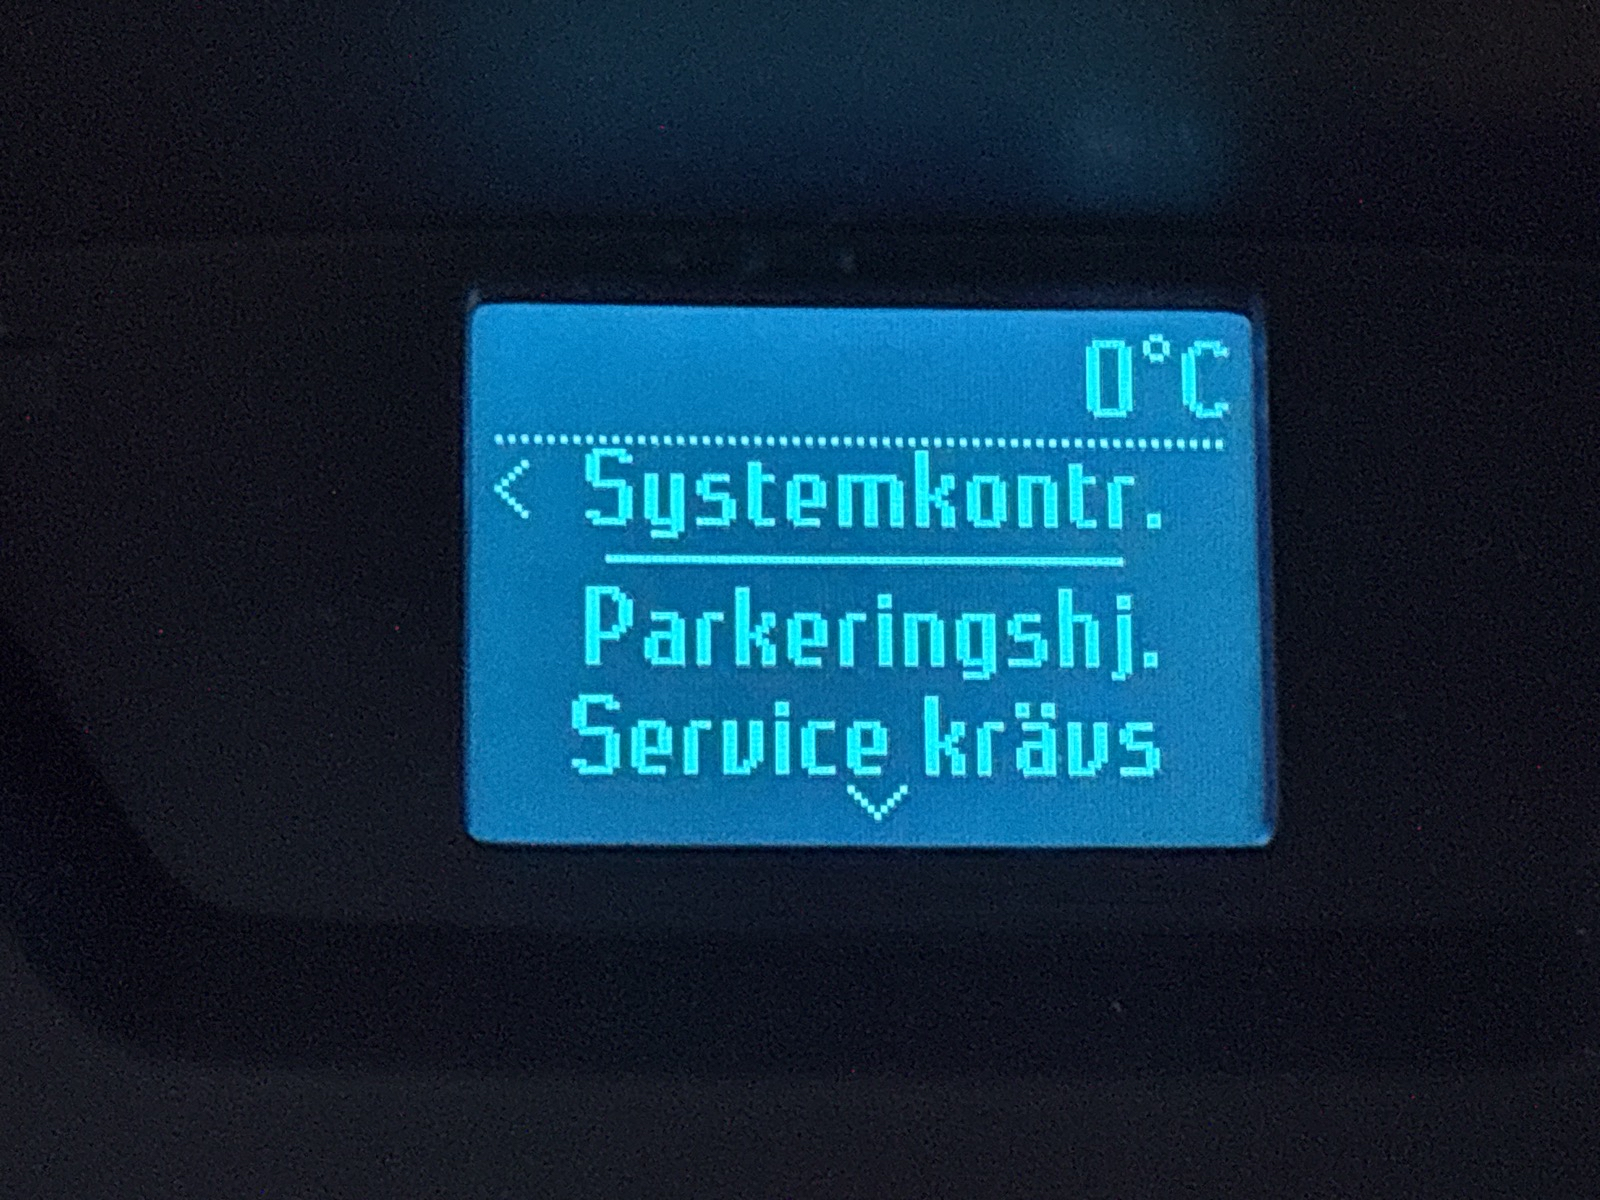 0°C
< Systemkontr.
Parkeringshj.
Service krävs